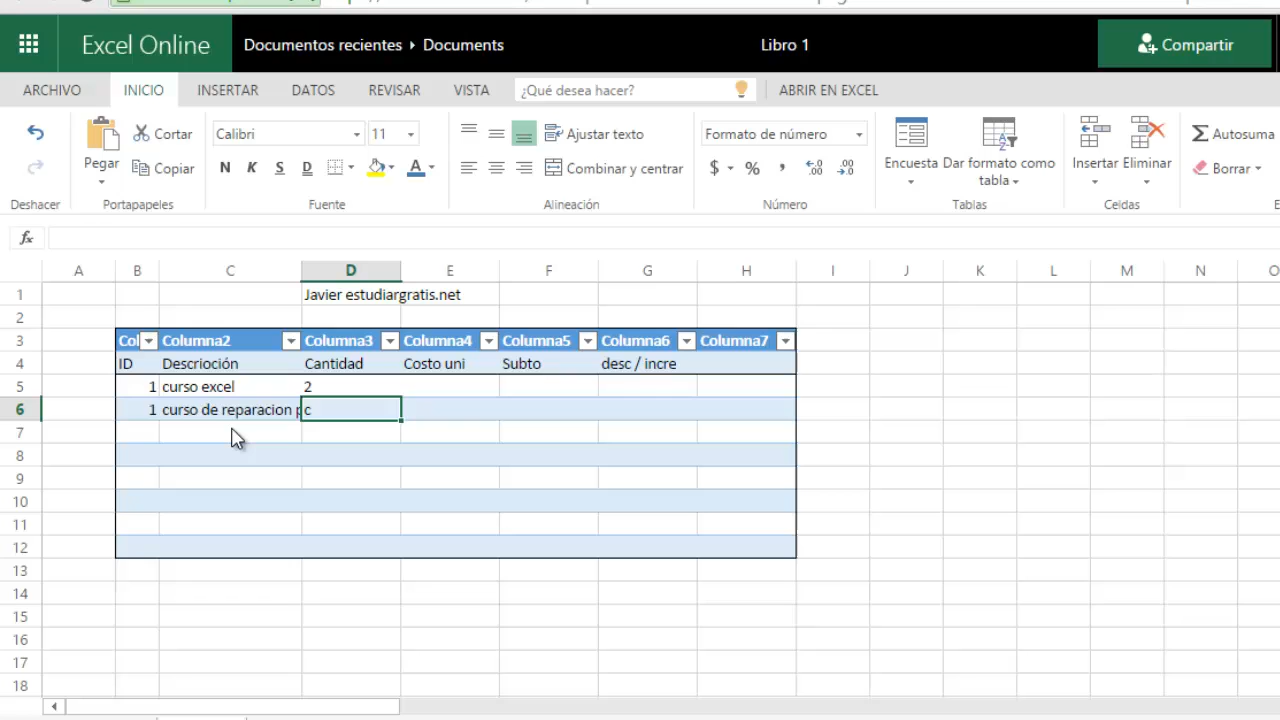 Excel Online
Documentos recientes ▸ Documents
Libro 1
Compartir
ARCHIVO
INICIO
INSERTAR
DATOS
REVISAR
VISTA
¿Qué desea hacer?
ABRIR EN EXCEL
Pegar
Cortar
Copiar
Calibri
11
N K S D
A
Ajustar texto
Combinar y centrar
Formato de número
$ % ,
Encuesta
Dar formato como
tabla
Insertar
Eliminar
Σ Autosuma
Borrar
Deshacer
Portapapeles
Fuente
Alineación
Número
Tablas
Celdas
fx
A B C D E F G H I J K L M N O
1 Javier estudiargratis.net
2
3 Col Columna2 Columna3 Columna4 Columna5 Columna6 Columna7
4 ID Descrioción Cantidad Costo uni Subto desc / incre
5 1 curso excel 2
6 1 curso de reparacion pc
7
8
9
10
11
12
13
14
15
16
17
18